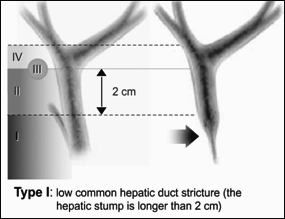 IV
III
II
2 cm
I
Type I: low common hepatic duct stricture (the
hepatic stump is longer than 2 cm)